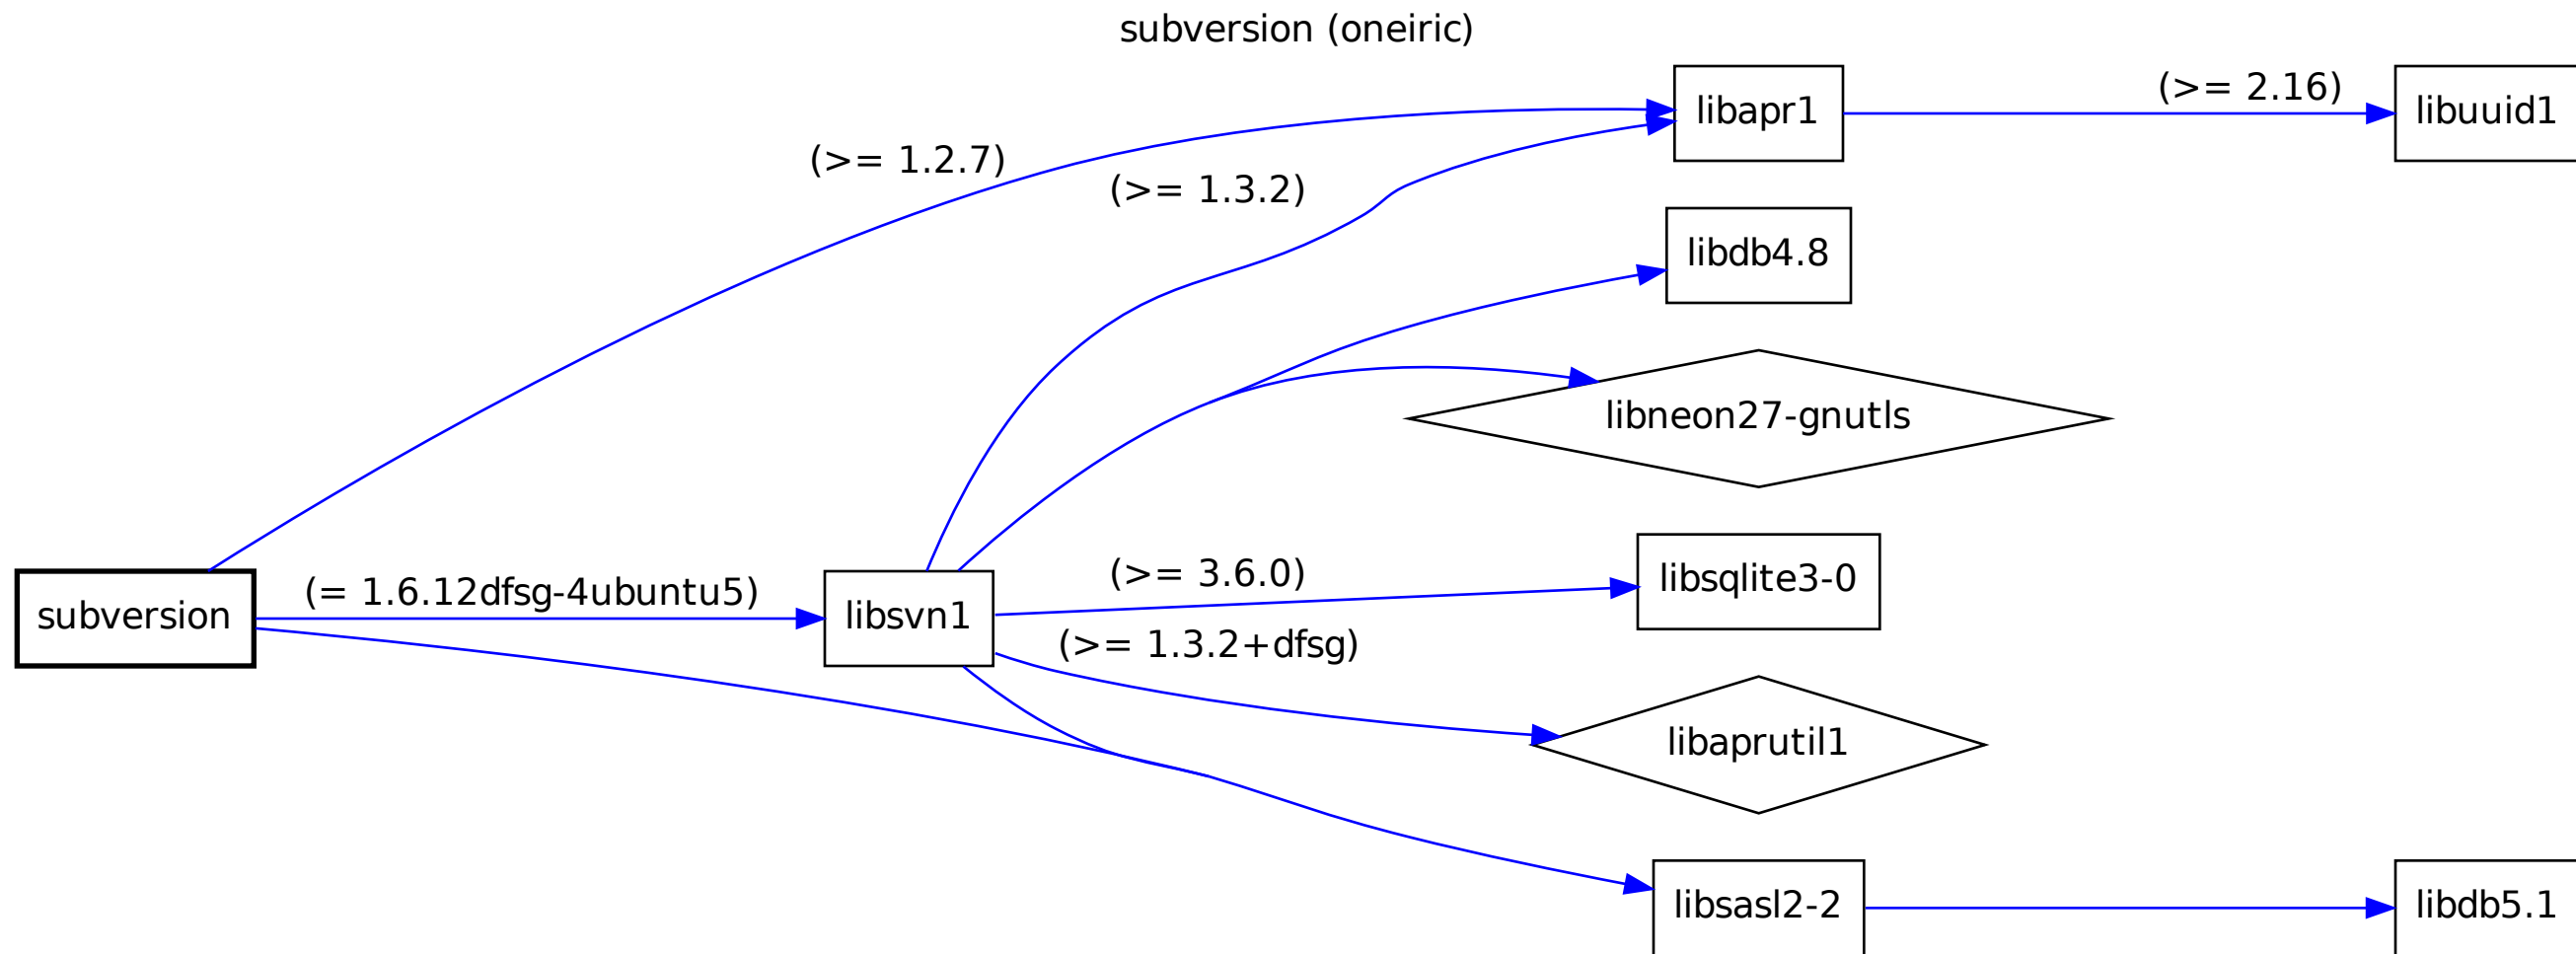 subversion (oneiric)
libapr1
(>= 2.16)
libuuid1
(>= 1.2.7)
(>= 1.3.2)
libdb4.8
libneon27-gnutls
subversion
(= 1.6.12dfsg-4ubuntu5)
libsvn1
(>= 3.6.0)
libsqlite3-0
(>= 1.3.2+dfsg)
libaprutil1
libsasl2-2
libdb5.1